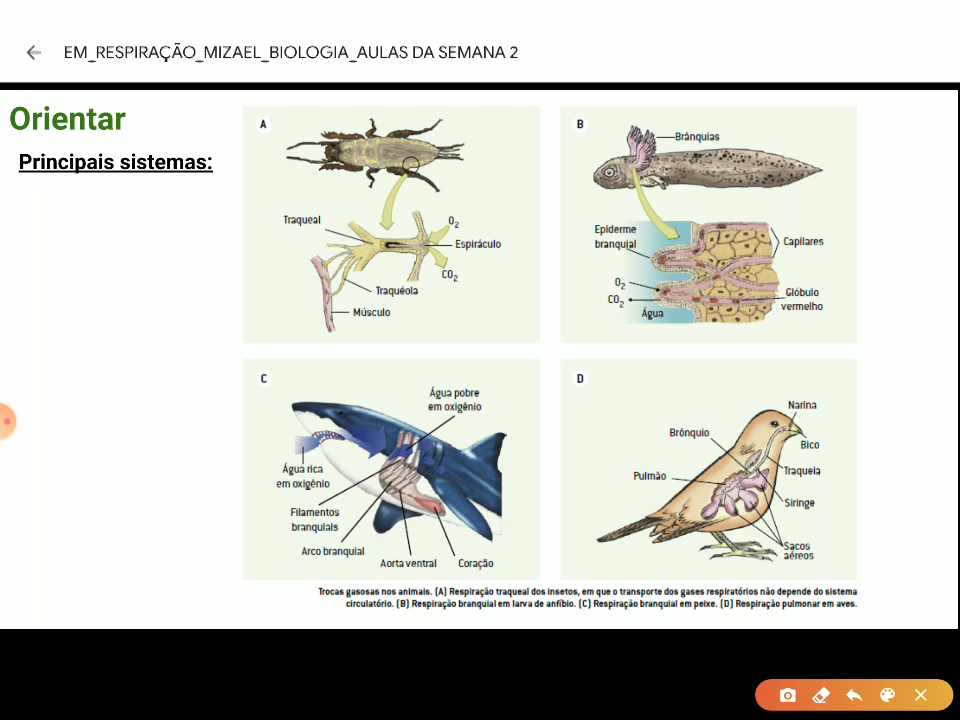 EM_RESPIRAÇÃO_MIZAEL_BIOLOGIA_AULAS DA SEMANA 2
Orientar
Principais sistemas:
A
Traqueal
O2
Espiráculo
CO2
Traquéola
Músculo
B
Brânquias
Epiderme
branquial
Capilares
O2
CO2
Água
Glóbulo
vermelho
C
Água pobre
em oxigênio
Água rica
em oxigênio
Filamentos
branquiais
Arco branquial
Aorta ventral
Coração
D
Narina
Brônquio
Bico
Pulmão
Traqueia
Siringe
Sacos
aéreos
Trocas gasosas nos animais. (A) Respiração traqueal dos insetos, em que o transporte dos gases respiratórios não depende do sistema
circulatório. (B) Respiração branquial em larva de anfíbio. (C) Respiração branquial em peixe. (D) Respiração pulmonar em aves.